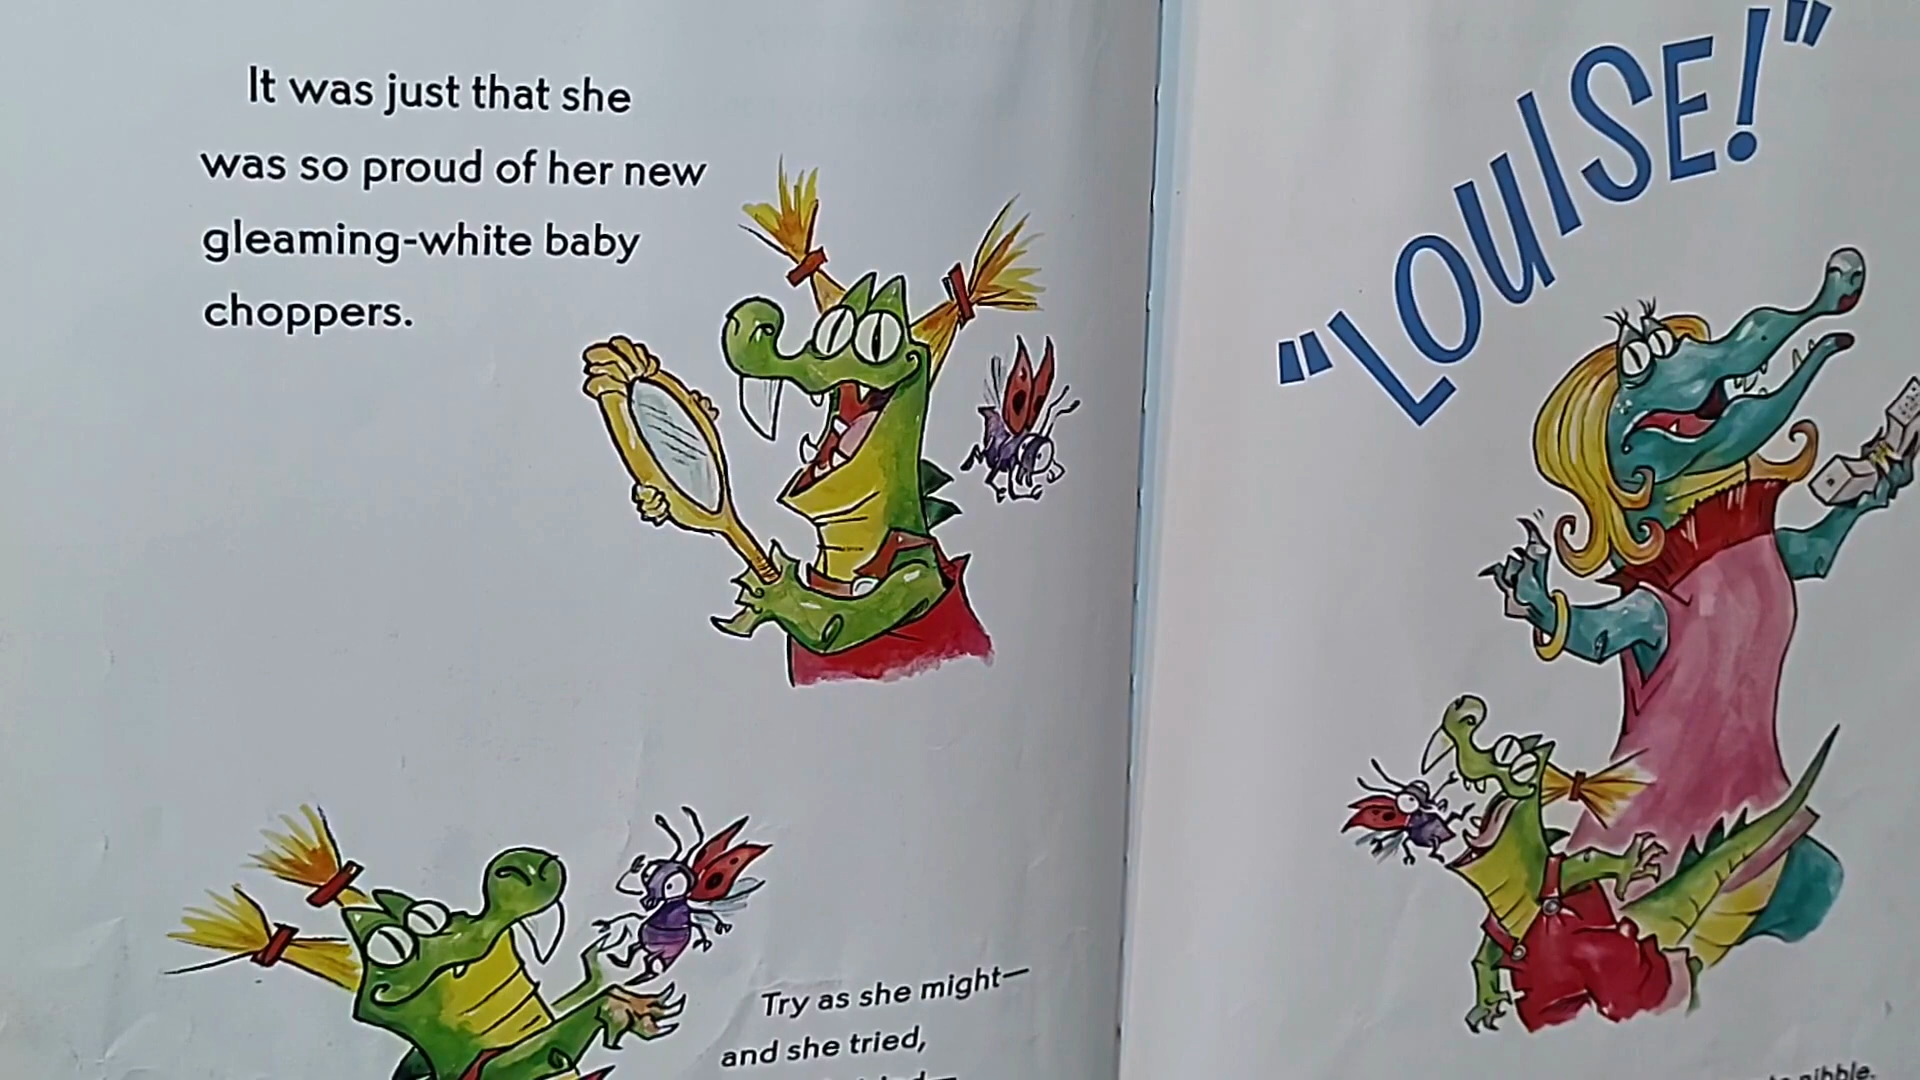 It was just that she
was so proud of her new
gleaming-white baby
choppers.
Try as she might—
and she tried,
"LOUISE!"
nibble.